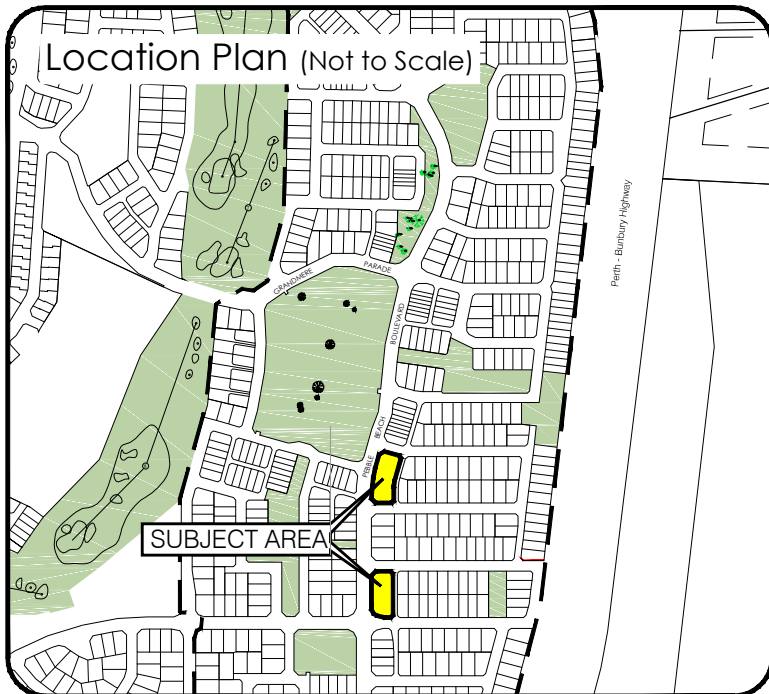 Location Plan (Not to Scale)
Perth - Bunbury Highway
GRANDMERE PARADE
PEBBLE BEACH BOULEVARD
SUBJECT AREA